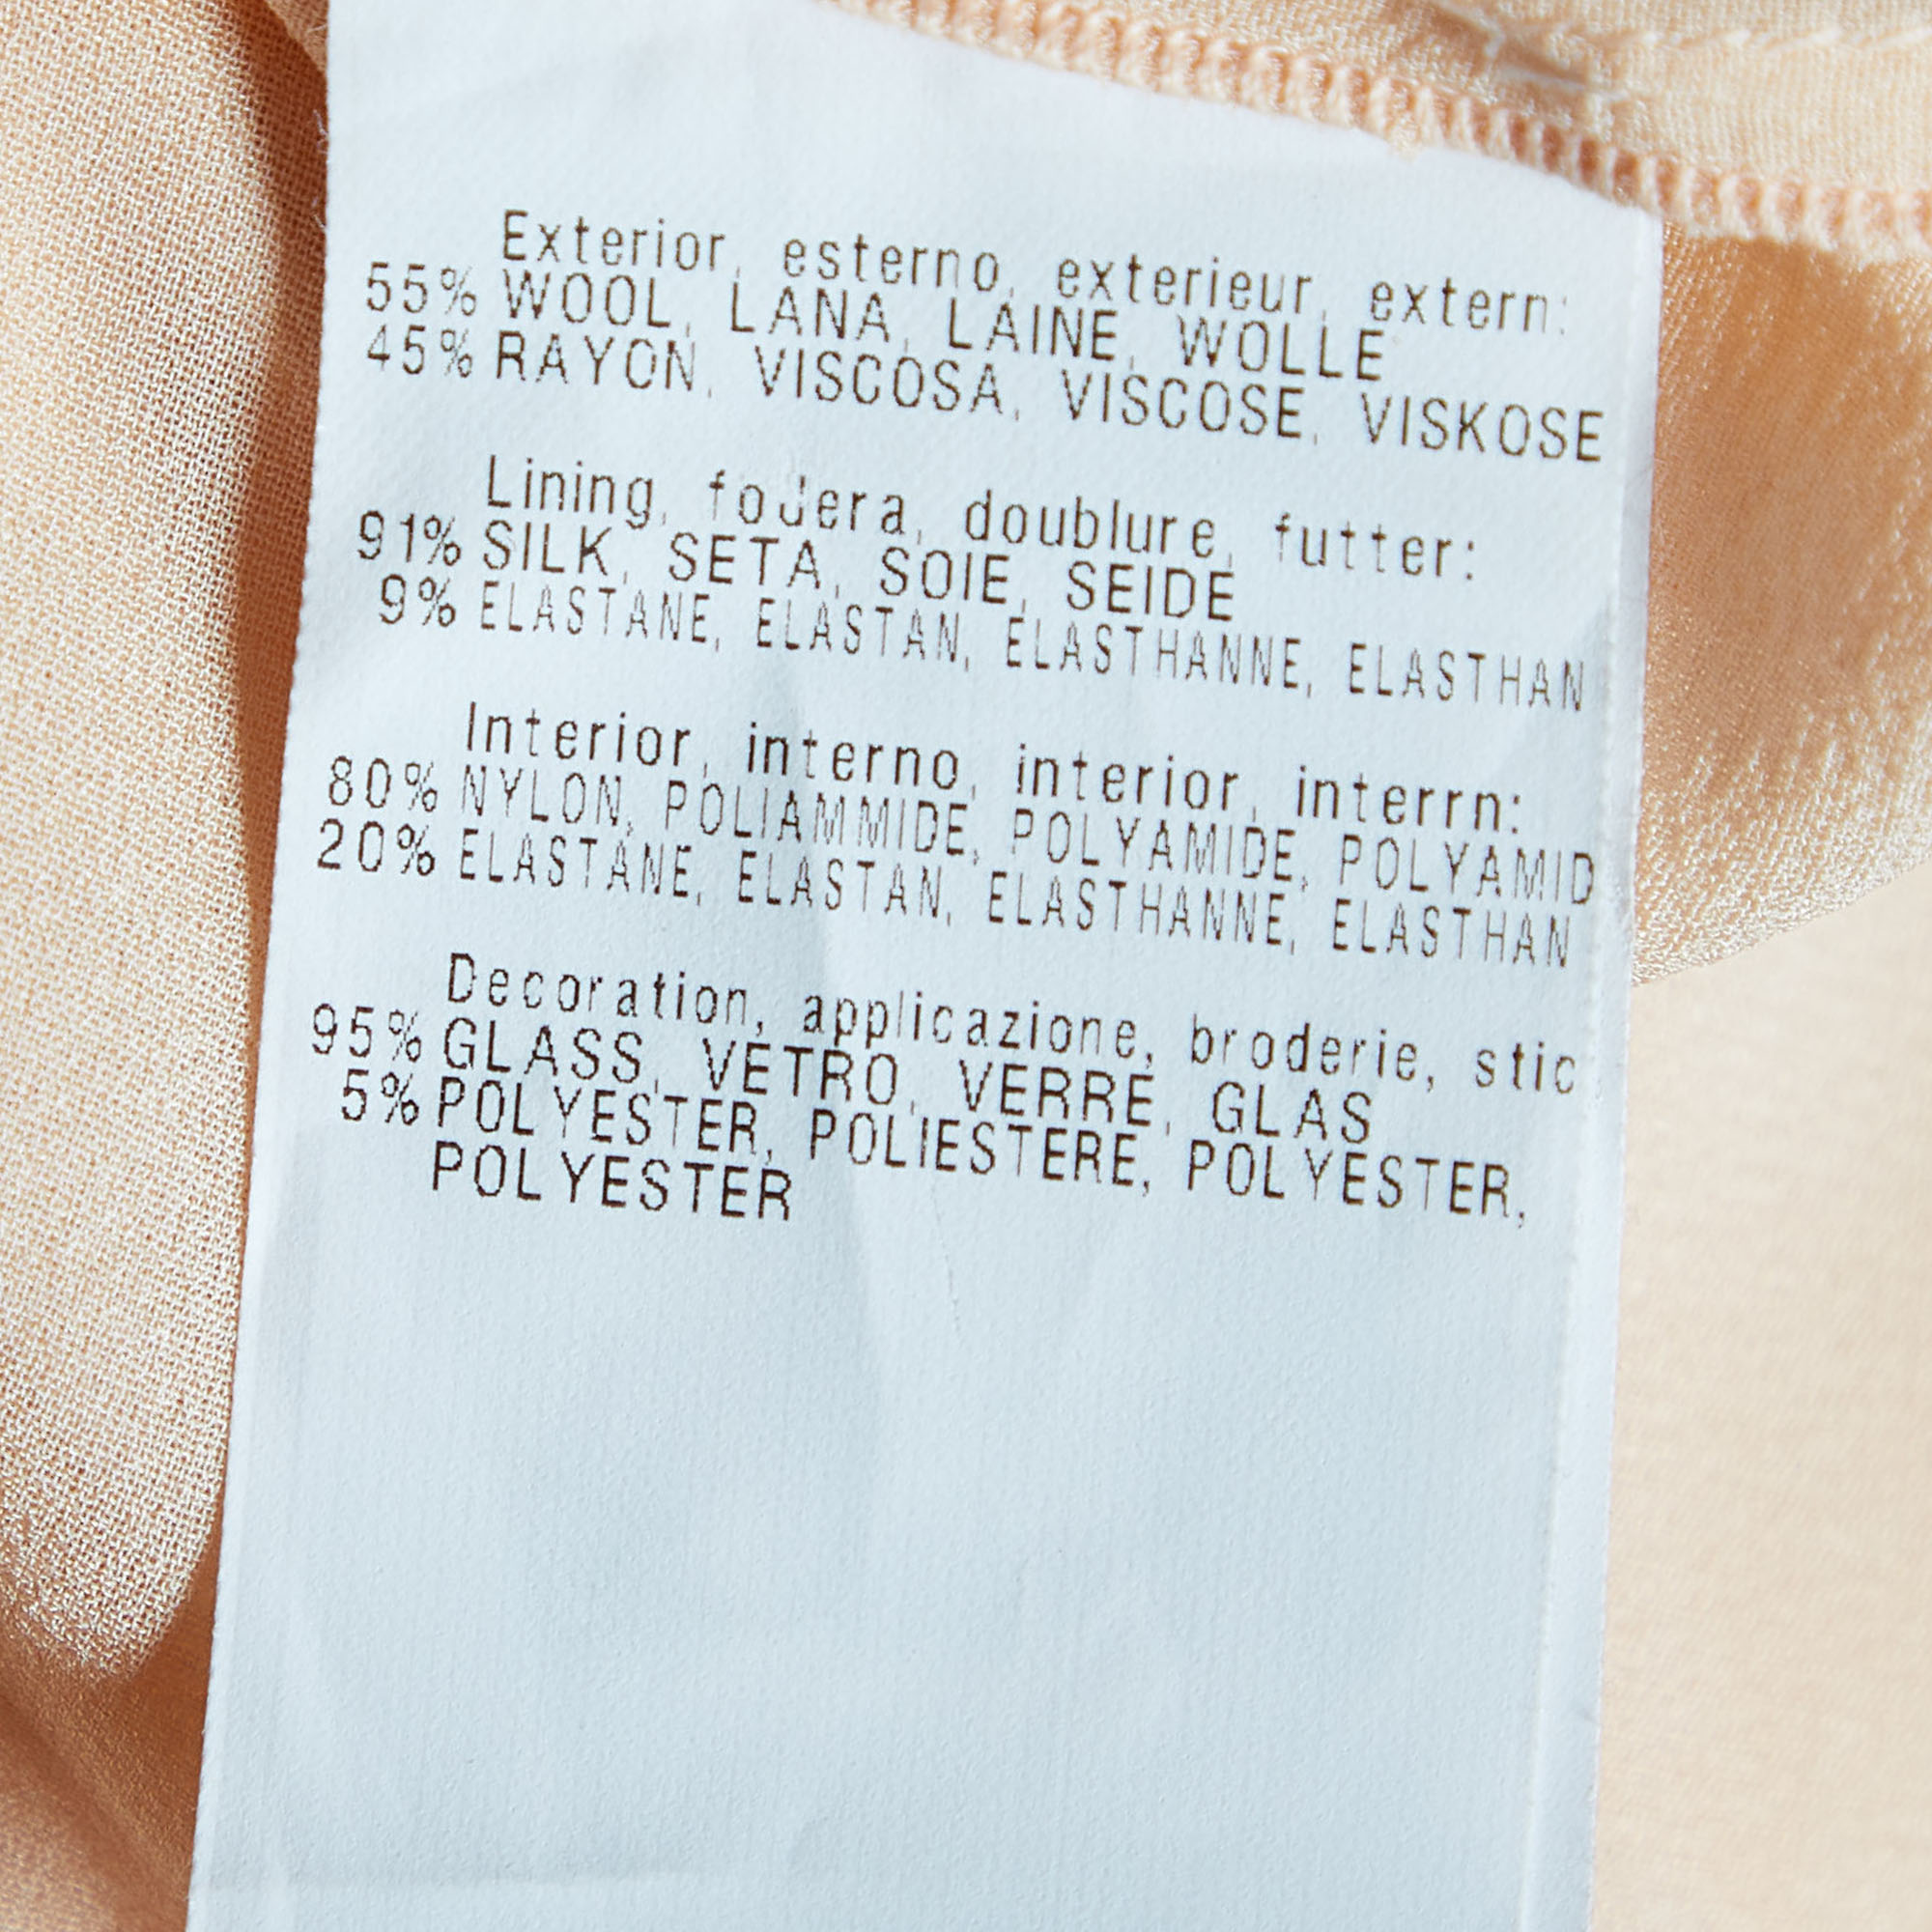 Exterior, esterno, exterieur, extern:
55% WOOL, LANA, LAINE, WOLLE
45% RAYON, VISCOSA, VISCOSE, VISKOSE
Lining, fodera, doublure, futter:
91% SILK, SETA, SOIE, SEIDE
9% ELASTANE, ELASTAN, ELASTHANNE, ELASTHAN
Interior, interno, interior, interrn:
80% NYLON, POLIAMMIDE, POLYAMIDE, POLYAMID
20% ELASTANE, ELASTAN, ELASTHANNE, ELASTHAN
Decoration, applicazione, broderie, stic
95% GLASS, VETRO, VERRE, GLAS
5% POLYESTER, POLIESTERE, POLYESTER,
POLYESTER